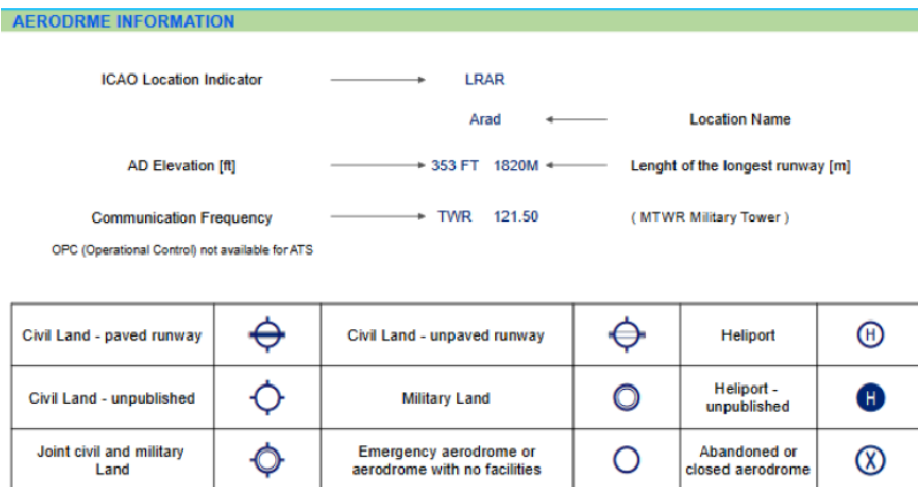 AERODRME INFORMATION
ICAO Location Indicator LRAR
Arad Location Name
AD Elevation [ft] 353 FT 1820M Lenght of the longest runway [m]
Communication Frequency TWR 121.50 ( MTWR Military Tower )
OPC (Operational Control) not available for ATS
Civil Land - paved runway Civil Land - unpaved runway Heliport H
Civil Land - unpublished Military Land Heliport -
unpublished H
Joint civil and military
Land
Emergency aerodrome or
aerodrome with no facilities
Abandoned or
closed aerodrome X